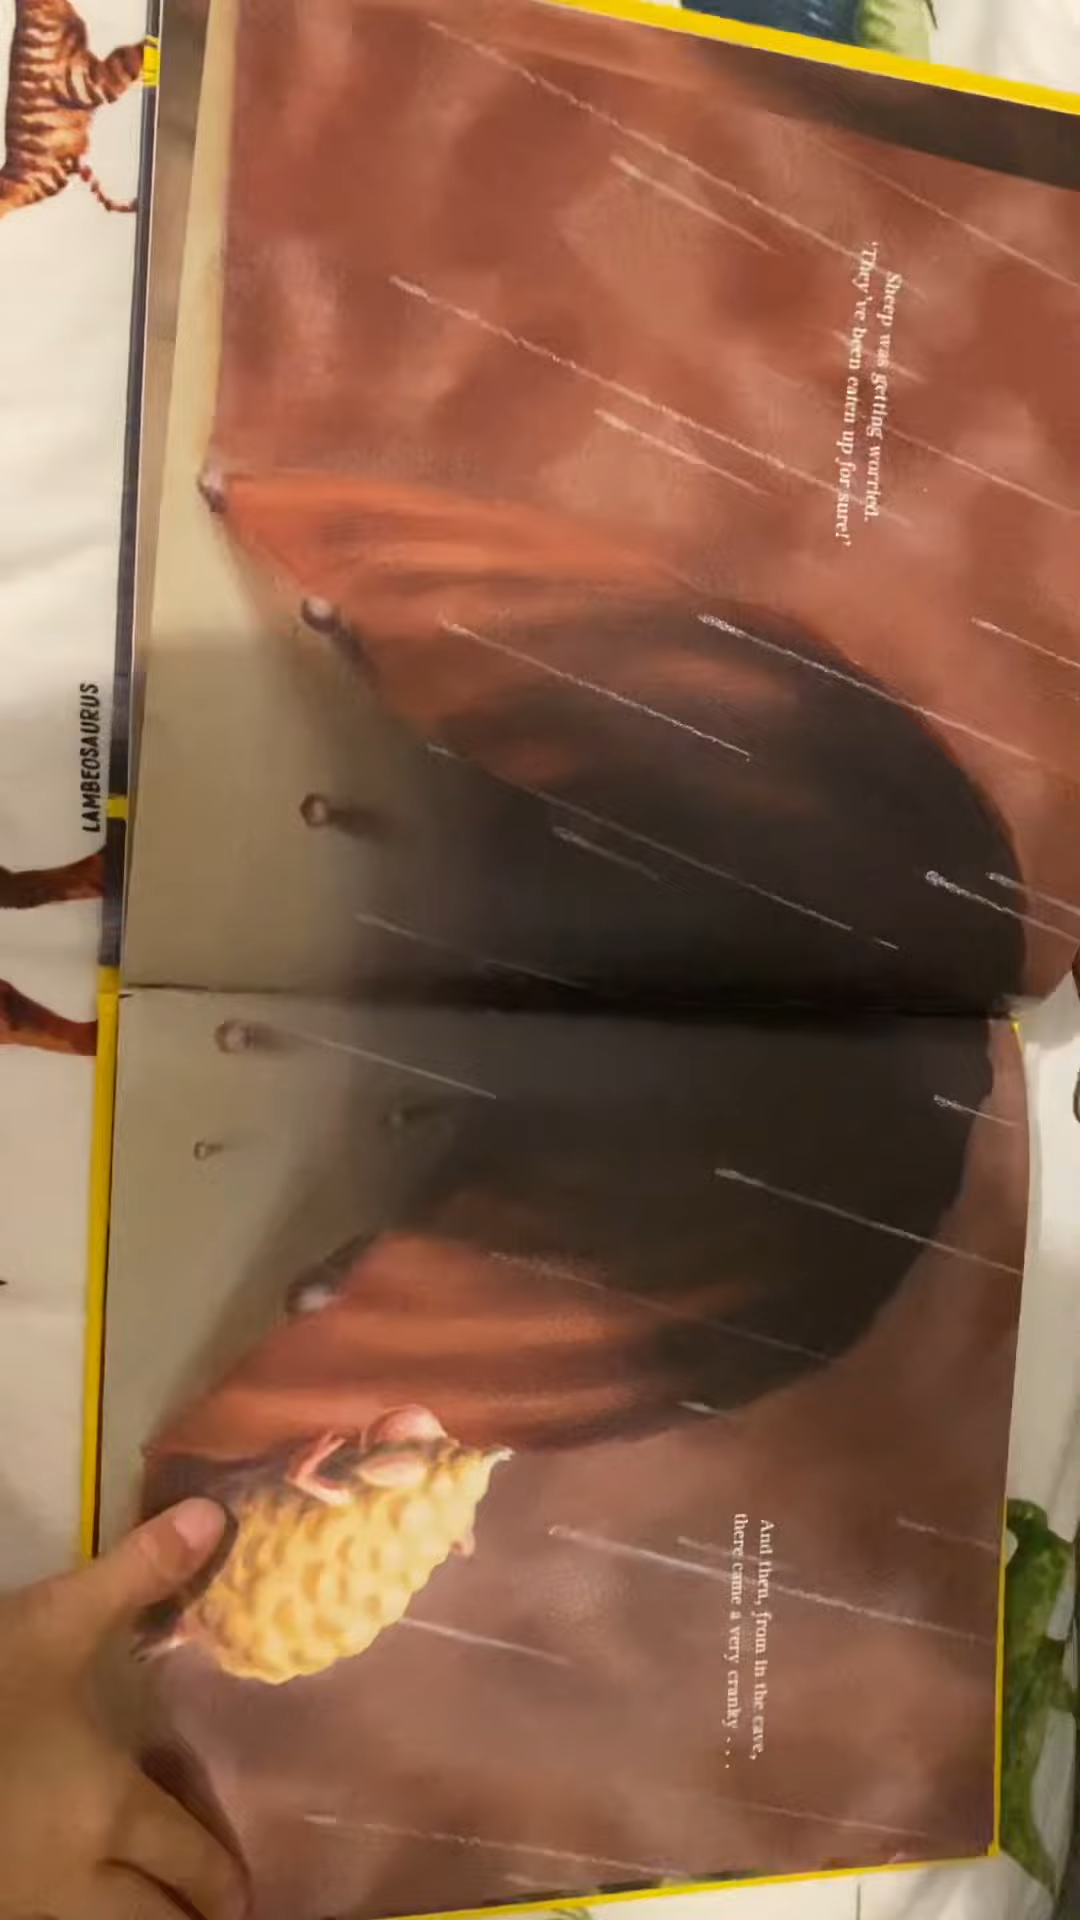 Sheep was getting worried.
'They've been eaten up for sure!'
And then, from in the cave,
there came a very cranky . . .
LAMBEOSAURUS